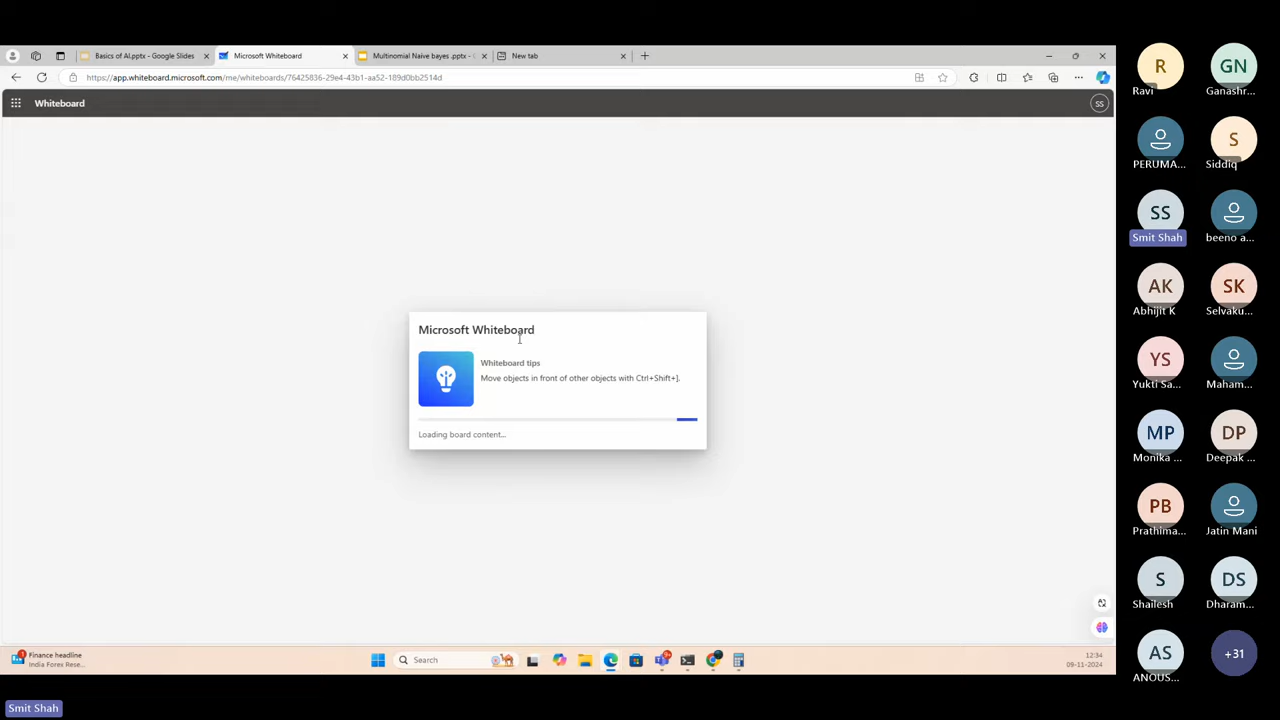 Basics of AI.pptx - Google Slides
Microsoft Whiteboard
Multinomial Naive bayes .pptx -
New tab
https://app.whiteboard.microsoft.com/me/whiteboards/76425836-29e4-43b1-aa52-189d0bb2514d
Whiteboard
SS
Microsoft Whiteboard
Whiteboard tips
Move objects in front of other objects with Ctrl+Shift+].
Loading board content...
Finance headline
India Forex Rese...
Search
12:34
09-11-2024
R
Ravi
GN
Ganashr...
PERUMA...
S
Siddiq
SS
Smit Shah
beeno a...
AK
Abhijit K
SK
Selvaku...
YS
Yukti Sa...
Maham...
MP
Monika ...
DP
Deepak ...
PB
Prathima...
Jatin Mani
S
Shailesh
DS
Dharam...
AS
ANOUS...
+31
Smit Shah